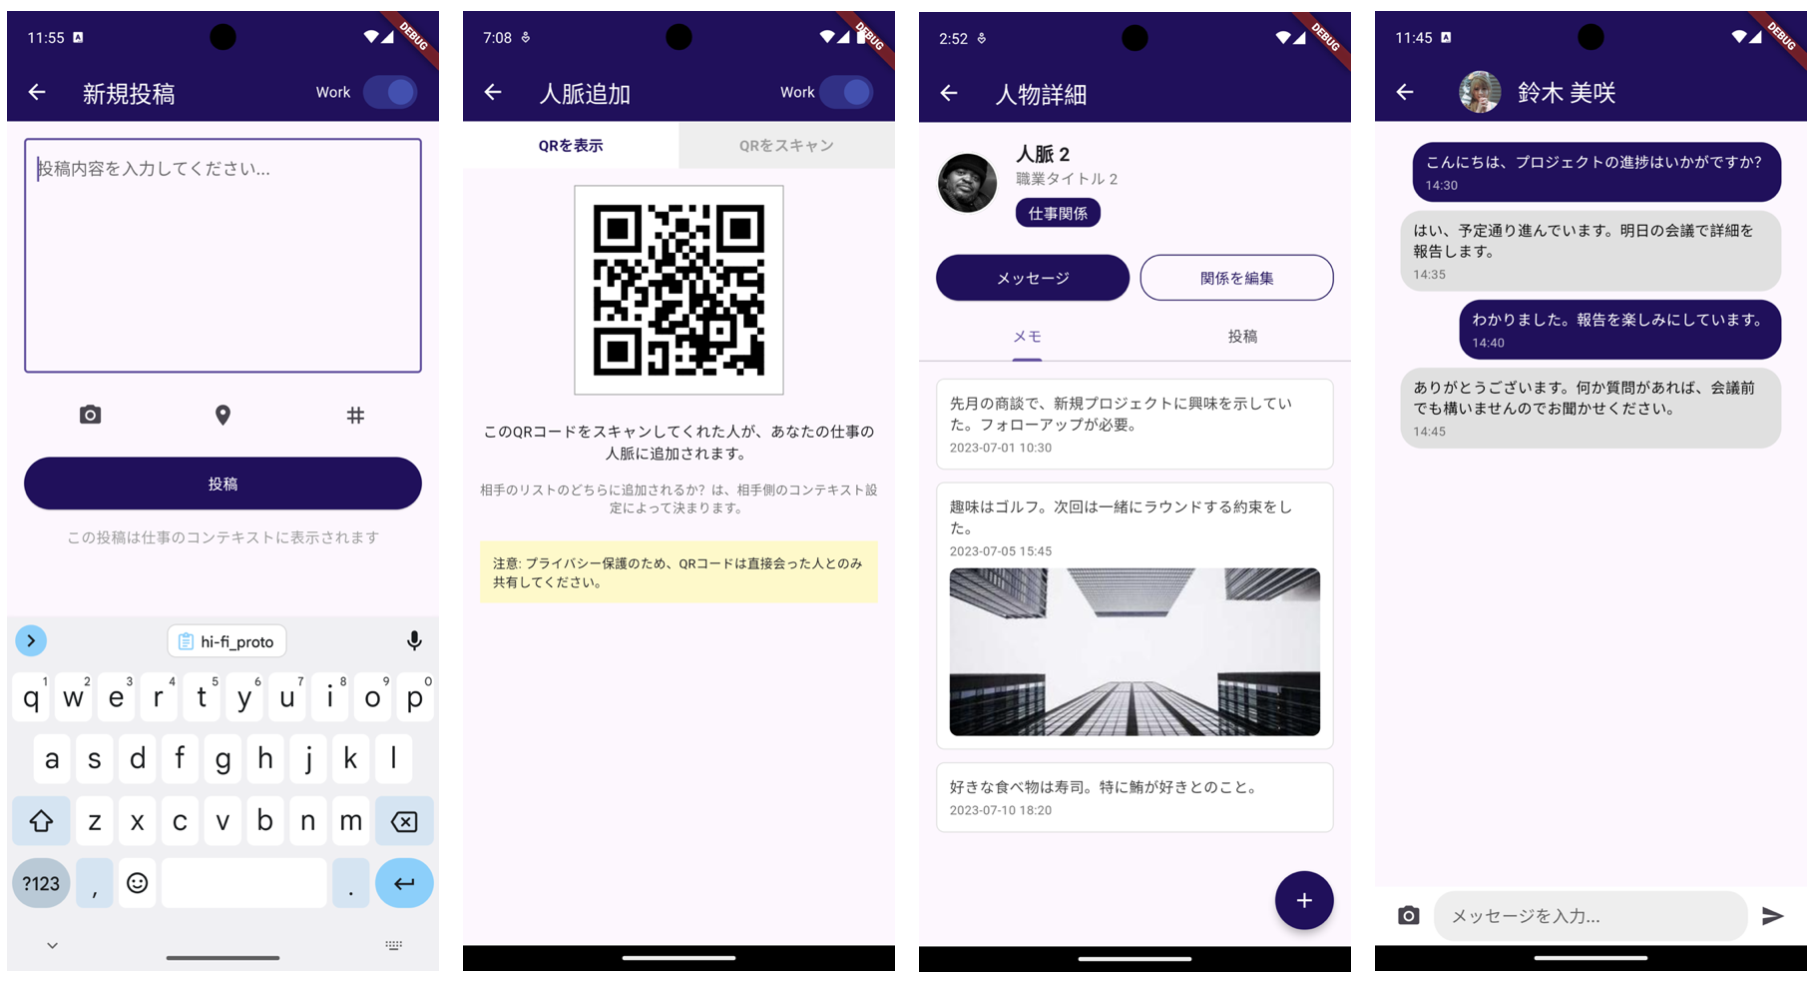 11:55
DEBUG
新規投稿
Work
投稿内容を入力してください...
投稿
この投稿は仕事のコンテキストに表示されます
hi-fi_proto
q1 w2 e3 r4 t5 y6 u7 i8 o9 p0
a s d f g h j k l
z x c v b n m
?123 , .
7:08
DEBUG
人脈追加
Work
QRを表示
QRをスキャン
このQRコードをスキャンしてくれた人が、あなたの仕事の
人脈に追加されます。
相手のリストのどちらに追加されるか？は、相手側のコンテキスト設
定によって決まります。
注意: プライバシー保護のため、QRコードは直接会った人とのみ
共有してください。
2:52
DEBUG
人物詳細
人脈 2
職業タイトル 2
仕事関係
メッセージ
関係を編集
メモ
投稿
先月の商談で、新規プロジェクトに興味を示してい
た。フォローアップが必要。
2023-07-01 10:30
趣味はゴルフ。次回は一緒にラウンドする約束をし
た。
2023-07-05 15:45
好きな食べ物は寿司。特に鮪が好きとのこと。
2023-07-10 18:20
11:45
DEBUG
鈴木 美咲
こんにちは、プロジェクトの進捗はいかがですか？
14:30
はい、予定通り進んでいます。明日の会議で詳細を
報告します。
14:35
わかりました。報告を楽しみにしています。
14:40
ありがとうございます。何か質問があれば、会議前
でも構いませんのでお聞かせください。
14:45
メッセージを入力...